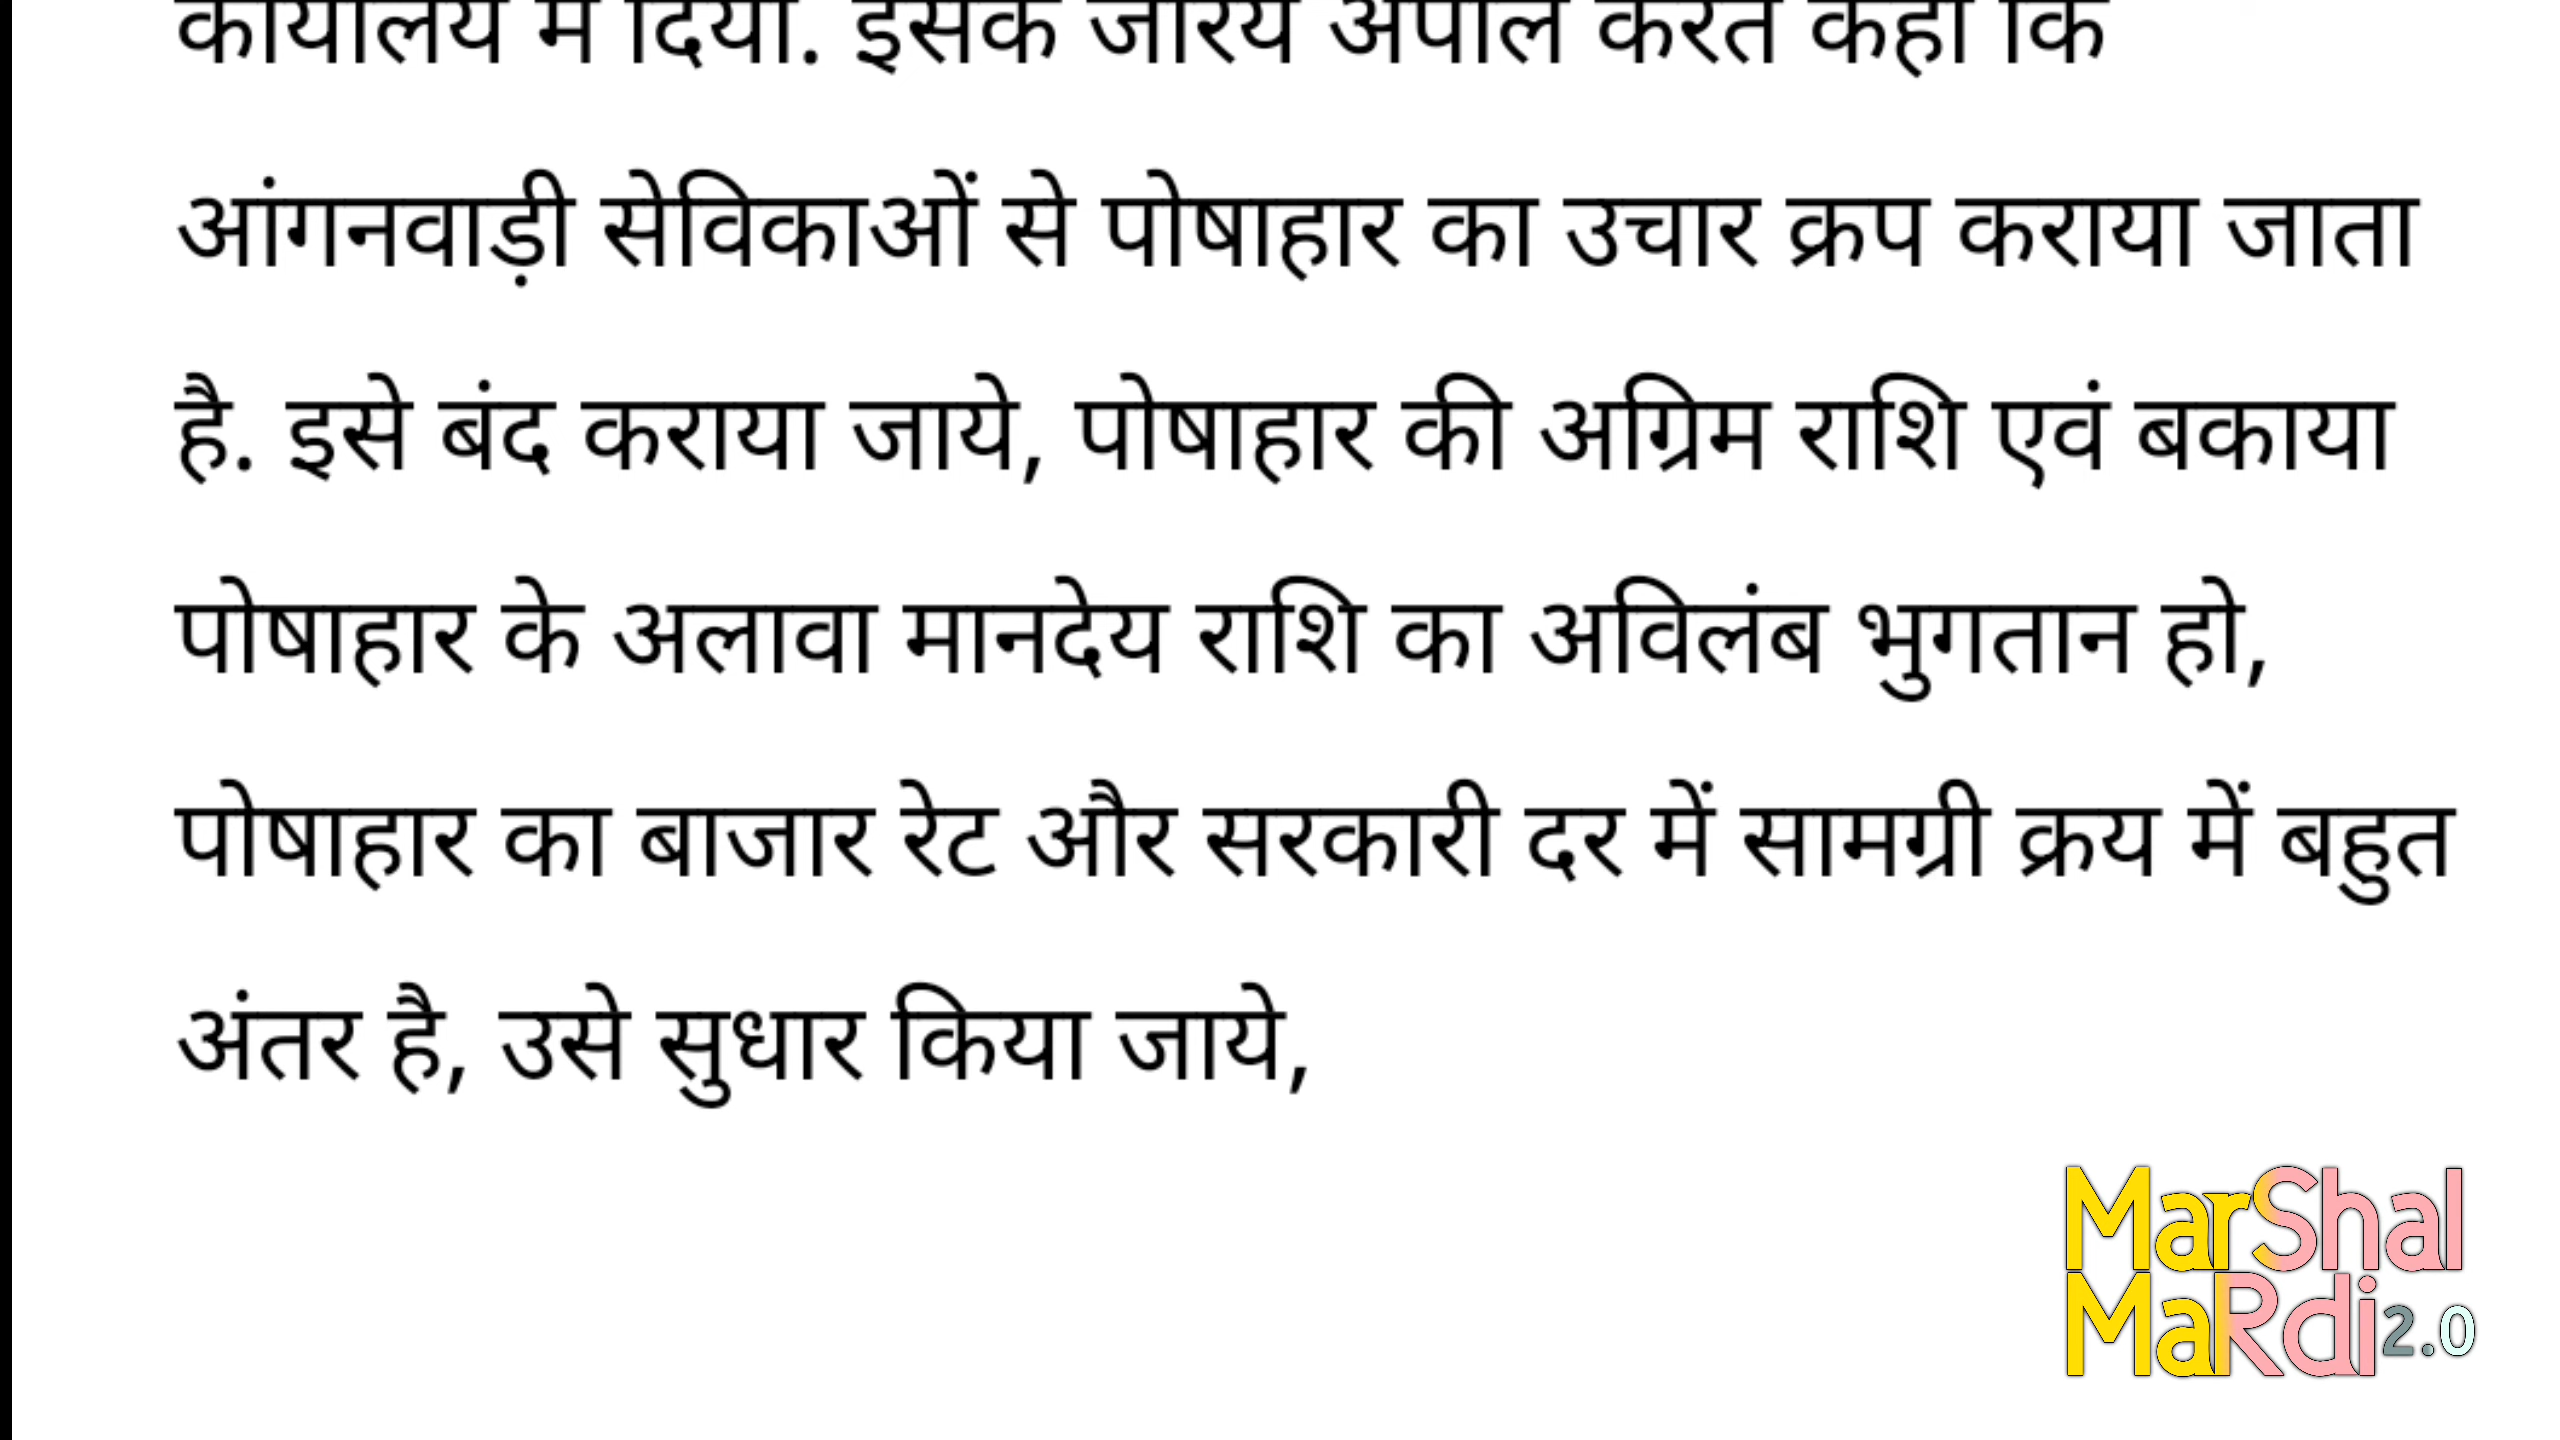 कार्यालय में दिया. इसके जरिये अपील करते कहा कि
आंगनवाड़ी सेविकाओं से पोषाहार का उचार क्रप कराया जाता
है. इसे बंद कराया जाये, पोषाहार की अग्रिम राशि एवं बकाया
पोषाहार के अलावा मानदेय राशि का अविलंब भुगतान हो,
पोषाहार का बाजार रेट और सरकारी दर में सामग्री क्रय में बहुत
अंतर है, उसे सुधार किया जाये,
MarShal
MaRdi2.0